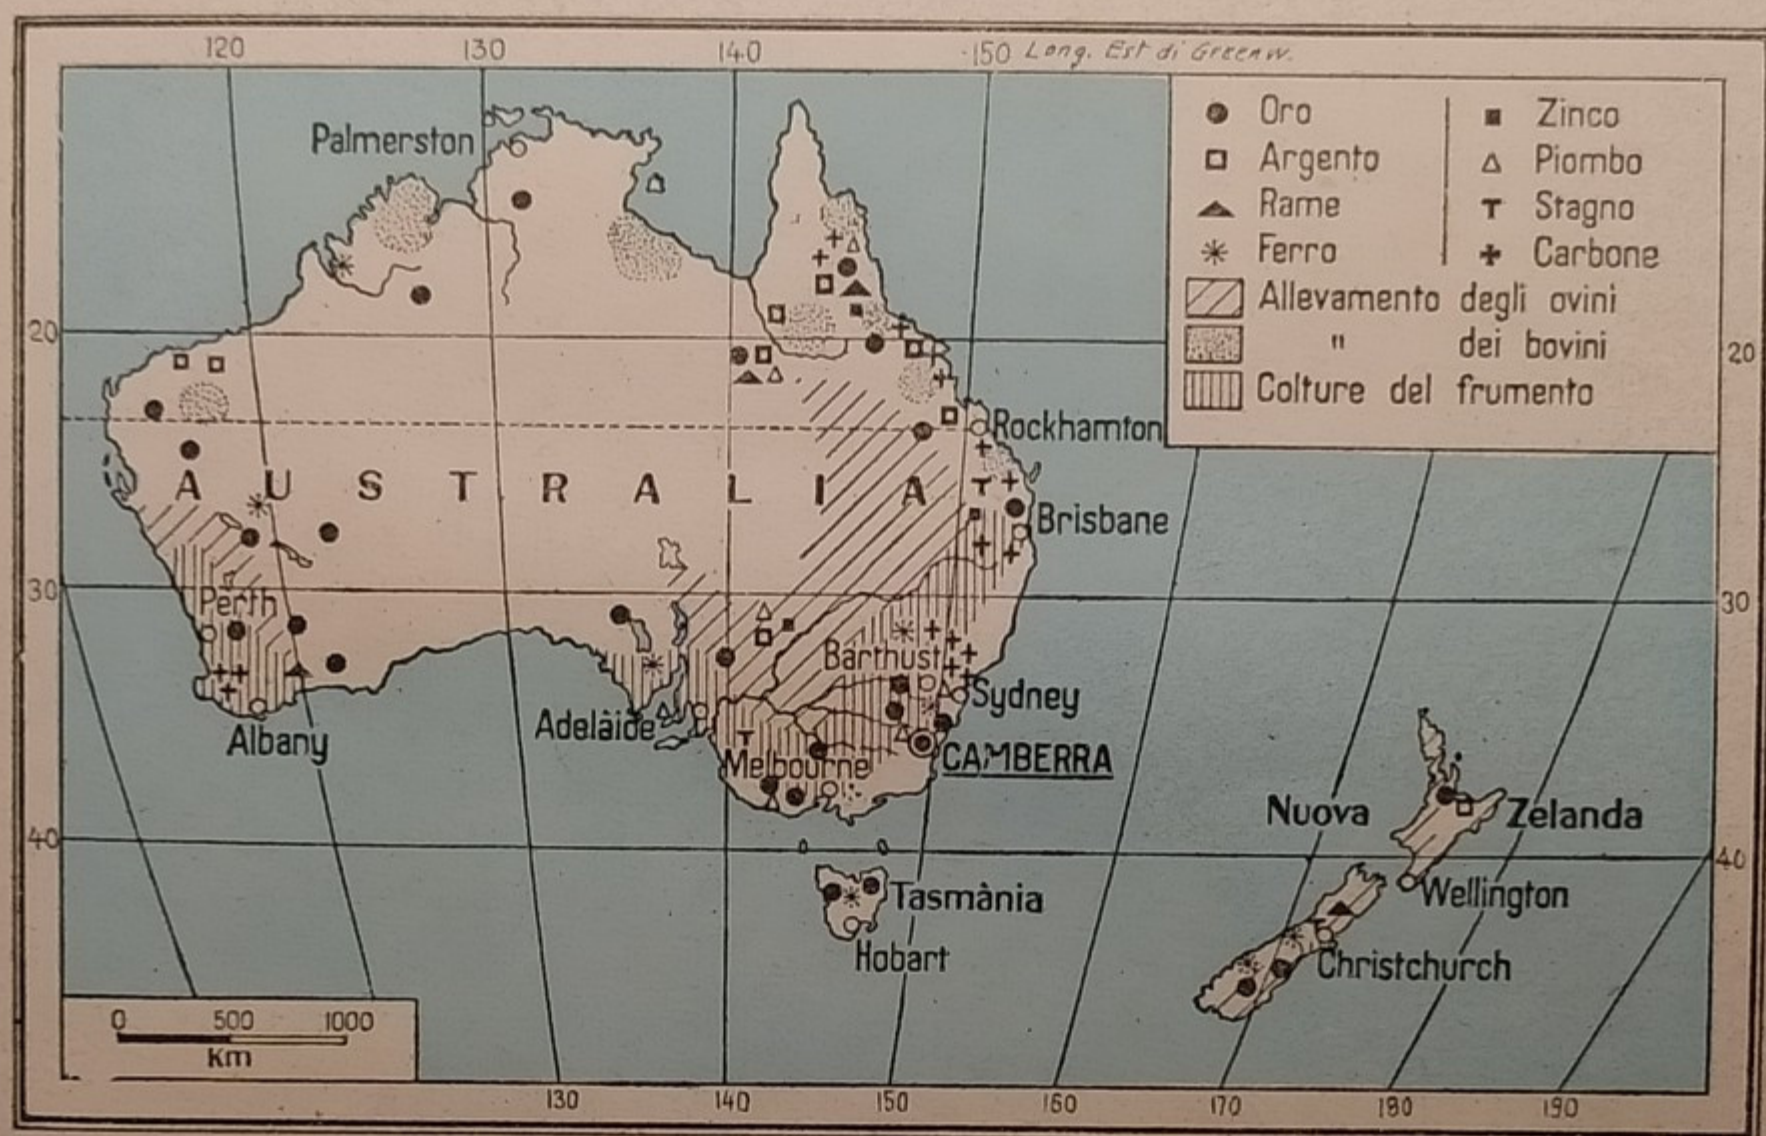 120 130 140 150 Long. Est di Greenw.
Oro
Argento
Rame
Ferro
Zinco
Piombo
Stagno
Carbone
Allevamento degli ovini
" dei bovini
Colture del frumento
Palmerston
20
20
Rockhamton
AUSTRALIA
Brisbane
30
30
Perth
Barthust
Sydney
Adelàide
Albany
CAMBERRA
Melbourne
Nuova Zelanda
40
40
Tasmània
Wellington
Hobart
Christchurch
0 500 1000
Km
130 140 150 160 170 180 190